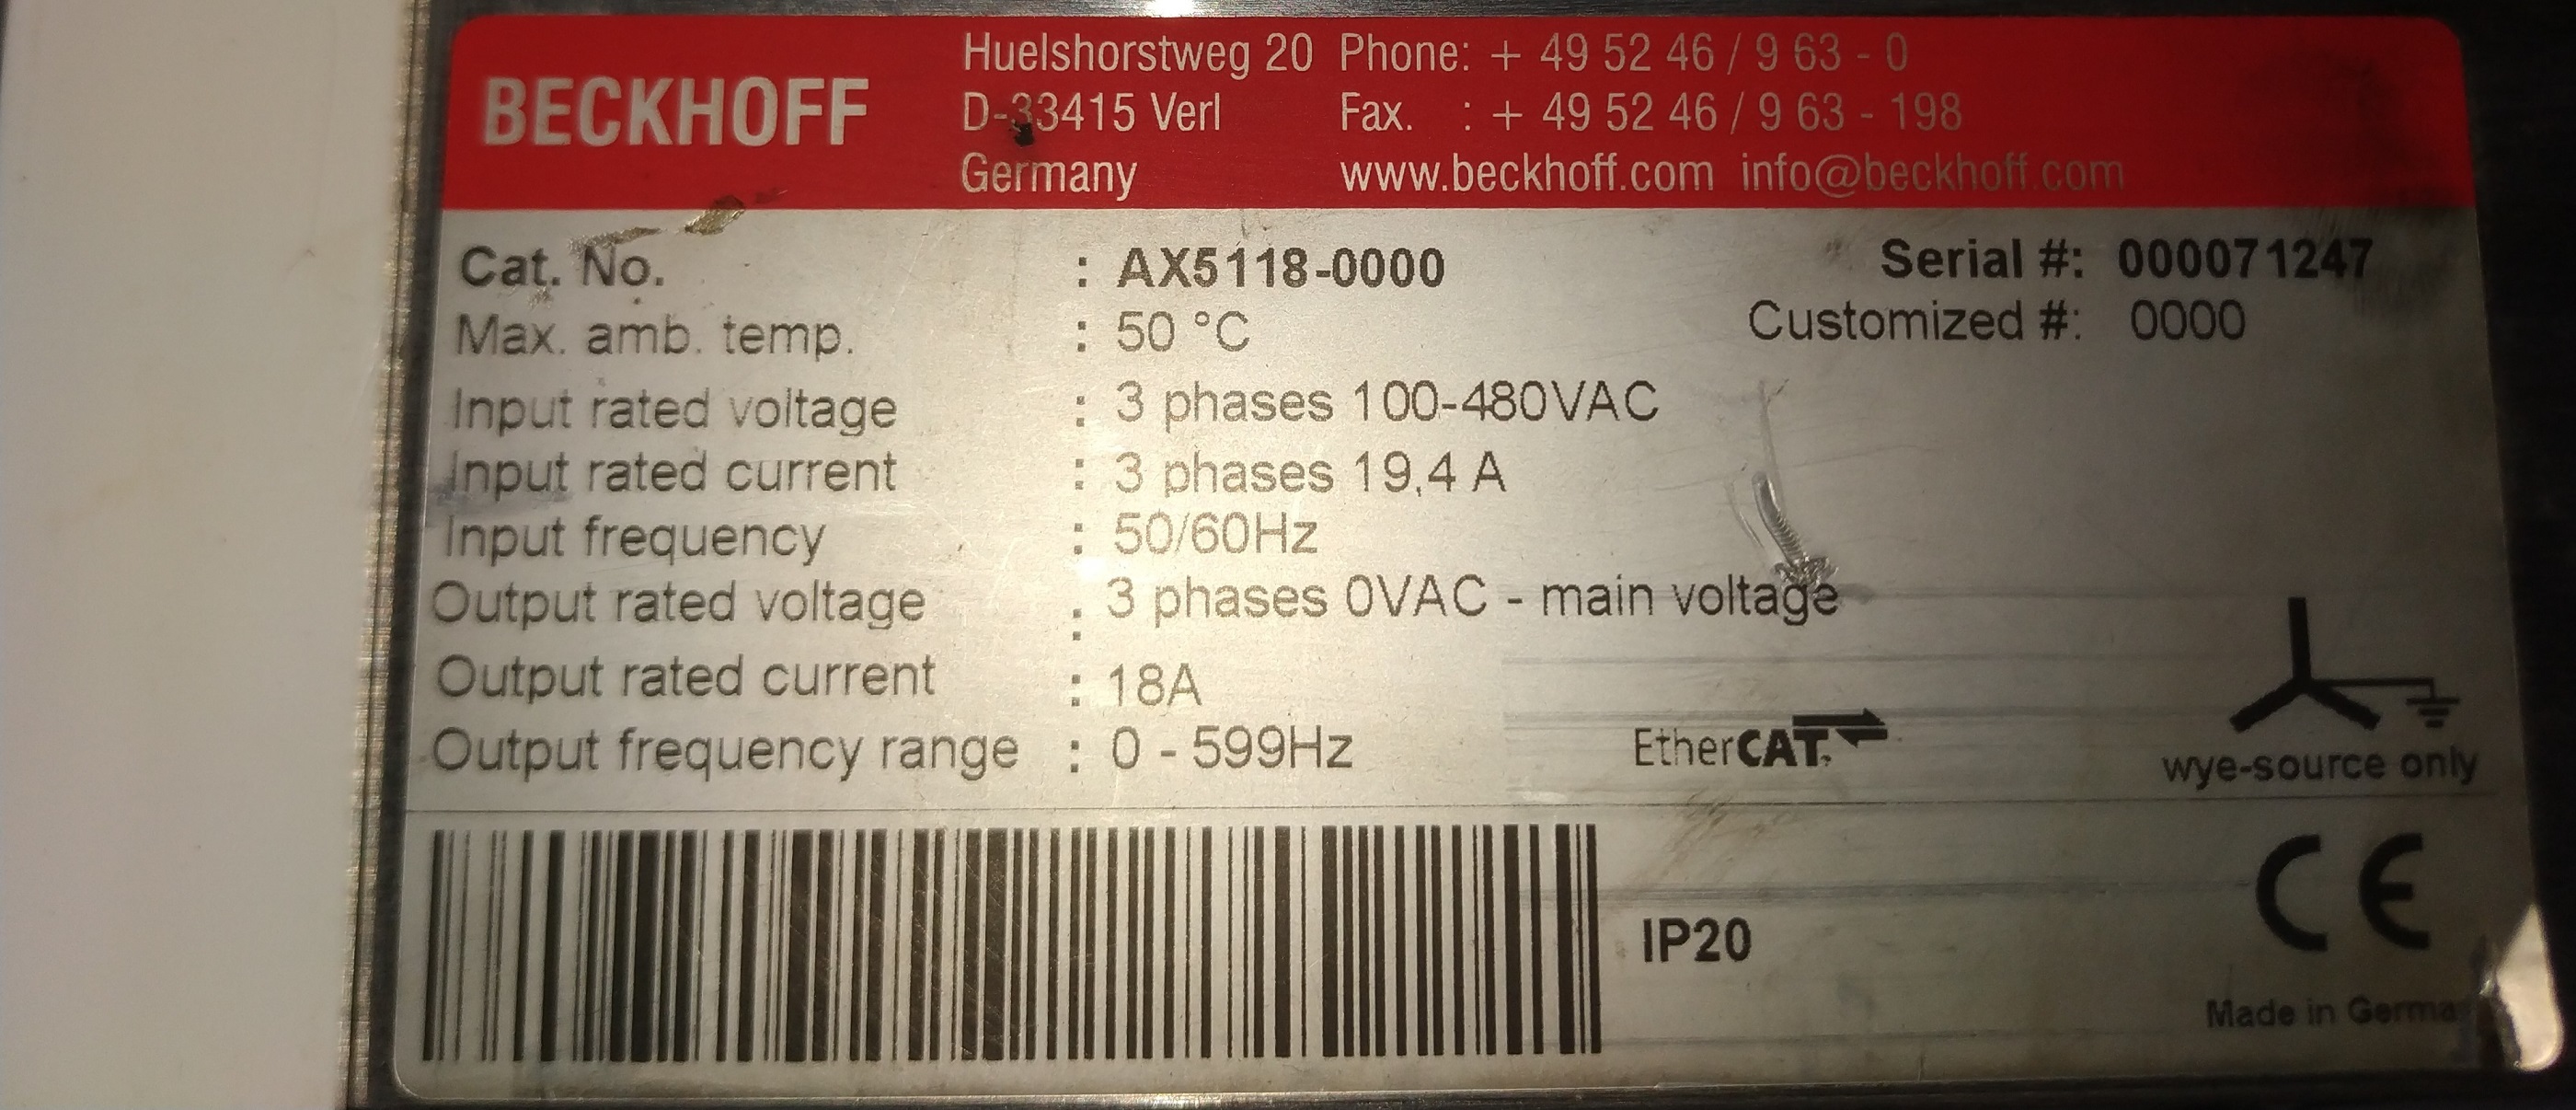 BECKHOFF
Huelshorstweg 20 Phone: + 49 52 46 / 9 63 - 0
D-33415 Verl Fax. : + 49 52 46 / 9 63 - 198
Germany www.beckhoff.com info@beckhoff.com
Cat. No. : AX5118-0000 Serial #: 000071247
Max. amb. temp. : 50 °C Customized #: 0000
Input rated voltage : 3 phases 100-480VAC
Input rated current : 3 phases 19,4 A
Input frequency : 50/60Hz
Output rated voltage : 3 phases 0VAC - main voltage
Output rated current : 18A
Output frequency range : 0 - 599Hz
EtherCAT
wye-source only
IP20
CE
Made in Germa